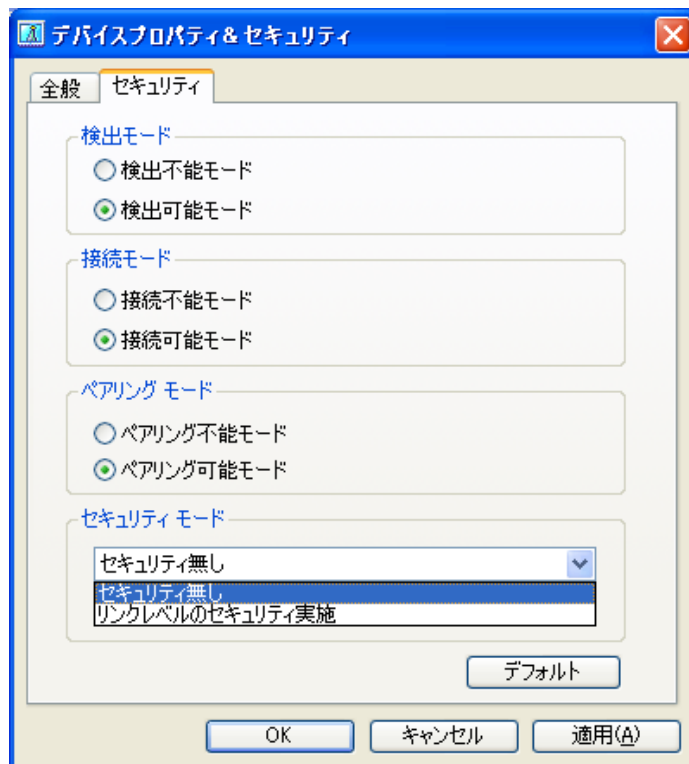 デバイスプロパティ&セキュリティ
全般 セキュリティ
検出モード
検出不能モード
検出可能モード
接続モード
接続不能モード
接続可能モード
ペアリング モード
ペアリング不能モード
ペアリング可能モード
セキュリティ モード
セキュリティ無し
セキュリティ無し
リンクレベルのセキュリティ実施
デフォルト
OK キャンセル 適用(A)